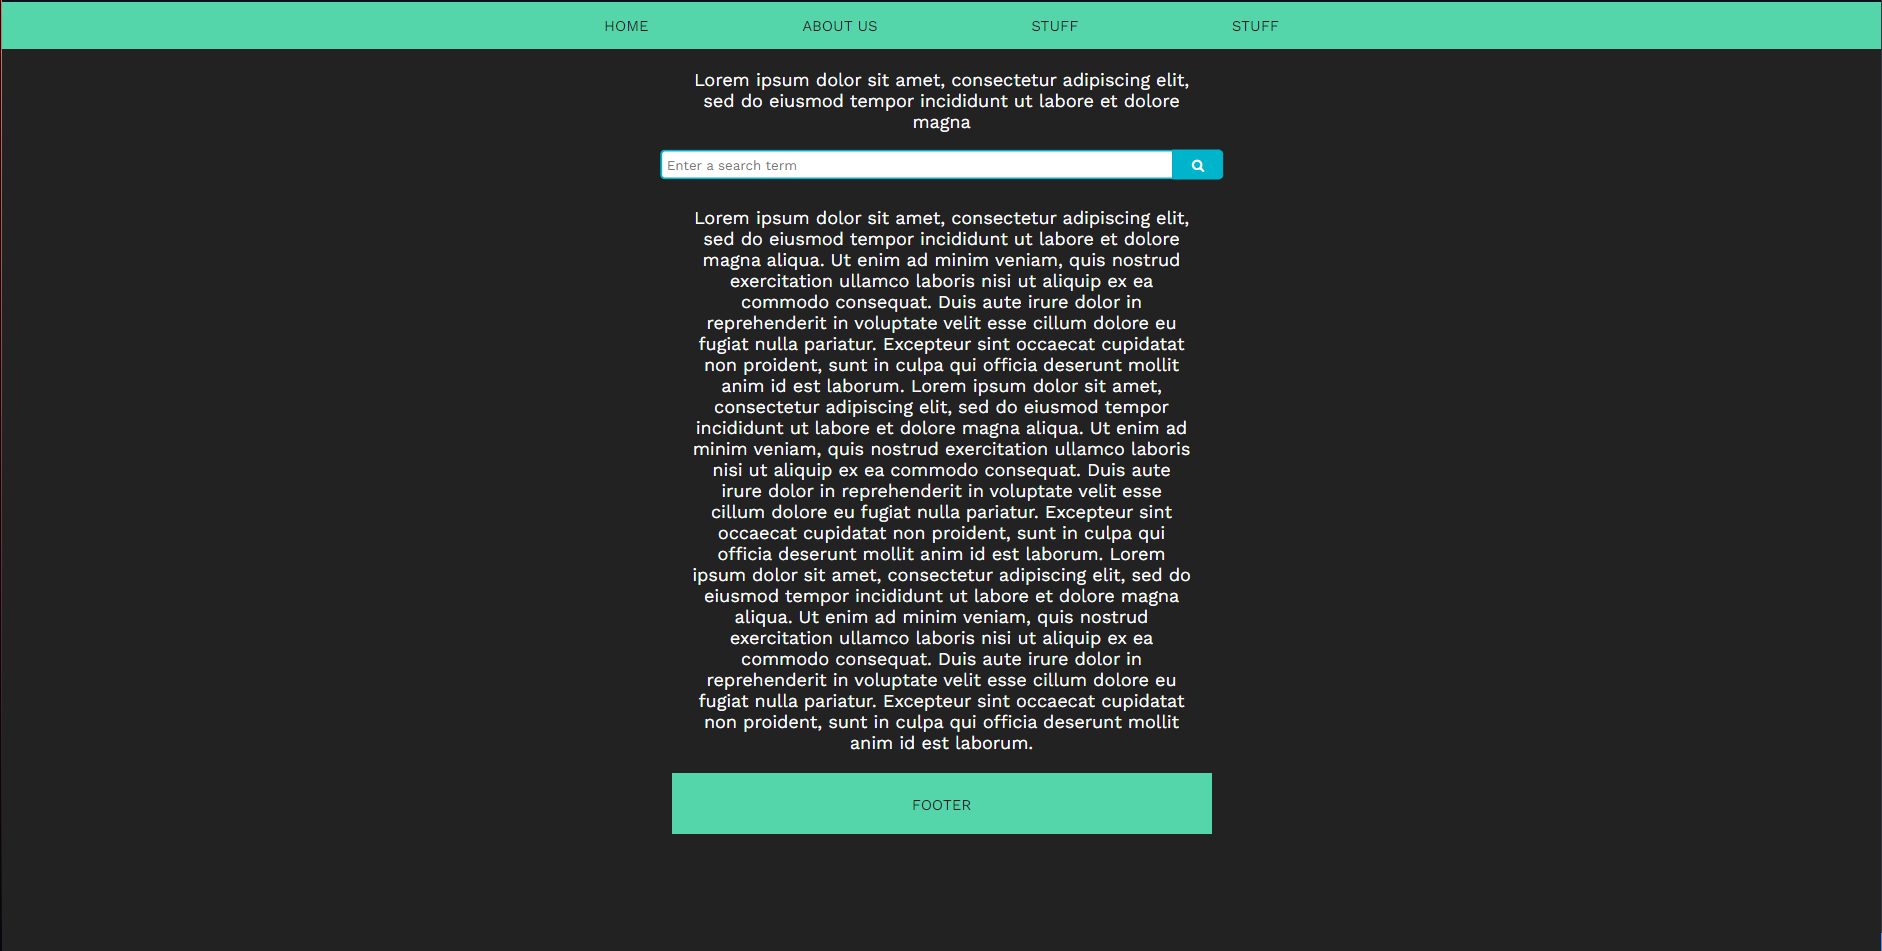 HOME ABOUT US STUFF STUFF
Lorem ipsum dolor sit amet, consectetur adipiscing elit,
sed do eiusmod tempor incididunt ut labore et dolore
magna
Enter a search term
Lorem ipsum dolor sit amet, consectetur adipiscing elit,
sed do eiusmod tempor incididunt ut labore et dolore
magna aliqua. Ut enim ad minim veniam, quis nostrud
exercitation ullamco laboris nisi ut aliquip ex ea
commodo consequat. Duis aute irure dolor in
reprehenderit in voluptate velit esse cillum dolore eu
fugiat nulla pariatur. Excepteur sint occaecat cupidatat
non proident, sunt in culpa qui officia deserunt mollit
anim id est laborum. Lorem ipsum dolor sit amet,
consectetur adipiscing elit, sed do eiusmod tempor
incididunt ut labore et dolore magna aliqua. Ut enim ad
minim veniam, quis nostrud exercitation ullamco laboris
nisi ut aliquip ex ea commodo consequat. Duis aute
irure dolor in reprehenderit in voluptate velit esse
cillum dolore eu fugiat nulla pariatur. Excepteur sint
occaecat cupidatat non proident, sunt in culpa qui
officia deserunt mollit anim id est laborum. Lorem
ipsum dolor sit amet, consectetur adipiscing elit, sed do
eiusmod tempor incididunt ut labore et dolore magna
aliqua. Ut enim ad minim veniam, quis nostrud
exercitation ullamco laboris nisi ut aliquip ex ea
commodo consequat. Duis aute irure dolor in
reprehenderit in voluptate velit esse cillum dolore eu
fugiat nulla pariatur. Excepteur sint occaecat cupidatat
non proident, sunt in culpa qui officia deserunt mollit
anim id est laborum.
FOOTER